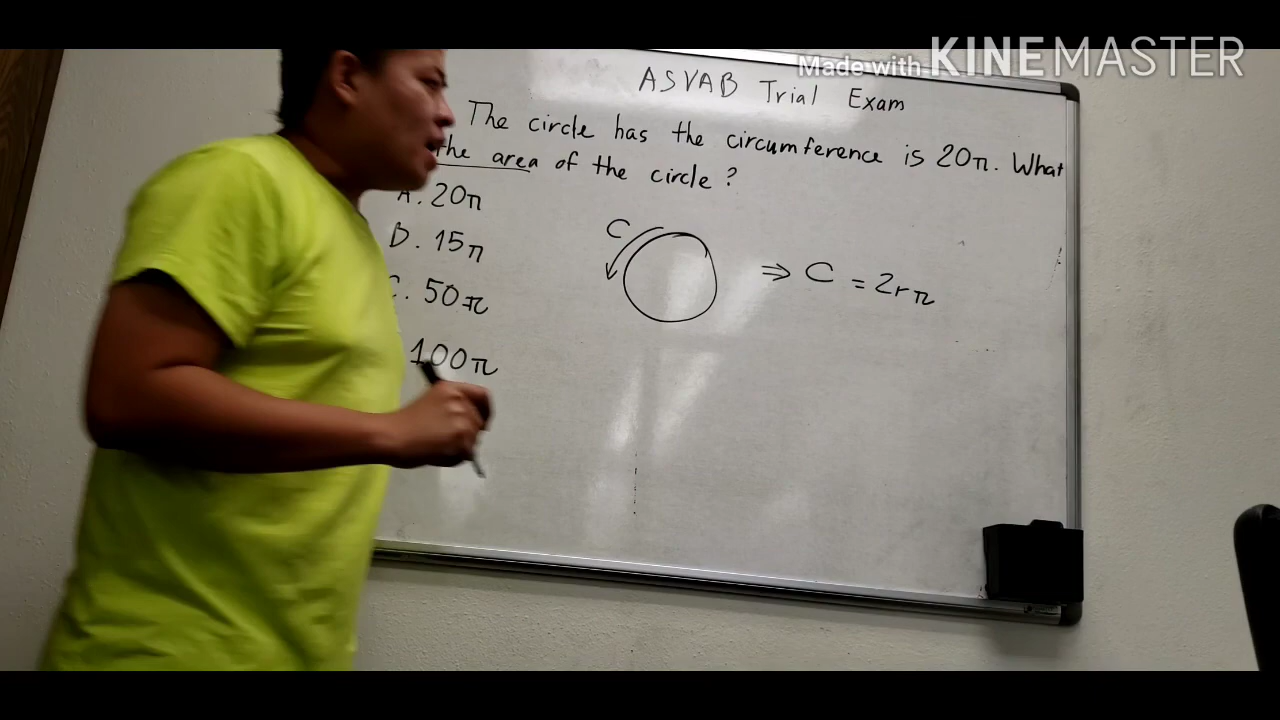 Made with KINEMASTER
ASVAB Trial Exam
The circle has the circumference is 20π. What
the area of the circle?
A. 20π
B. 15π
C. 50π
100π
C
⇒ C = 2rπ